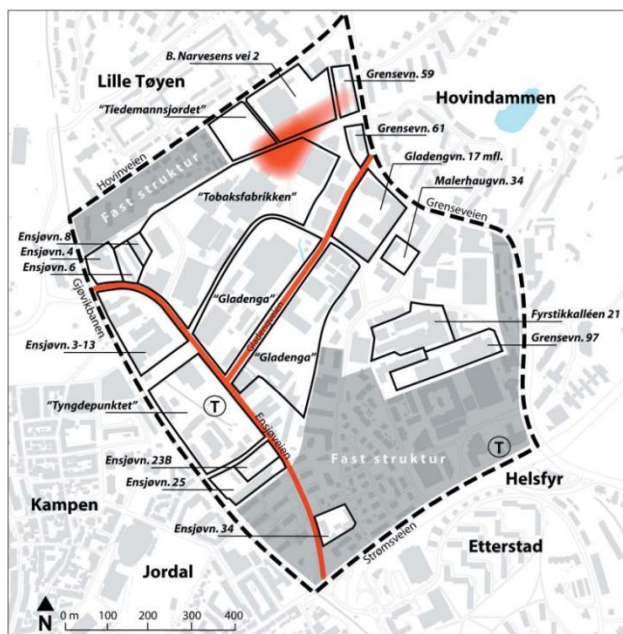 B. Narvesens vei 2
Lille Tøyen
Grensevn. 59
"Tiedemannsjordet"
Hovindammen
Grensevn. 61
Hovinveien
Gladengvn. 17 mfl.
Fast struktur
Malerhaugvn. 34
"Tobaksfabrikken"
Grenseveien
Ensjøvn. 8
Ensjøvn. 4
Ensjøvn. 6
Gjøvikbanen
"Gladenga"
Gladengveien
Fyrstikkalléen 21
Grensevn. 97
Ensjøvn. 3-13
"Gladenga"
"Tyngdepunktet"
T
Ensjøveien
Fast struktur
T
Ensjøvn. 23B
Helsfyr
Ensjøvn. 25
Kampen
Ensjøvn. 34
Strømsveien
Etterstad
Jordal
N
0 m 100 200 300 400